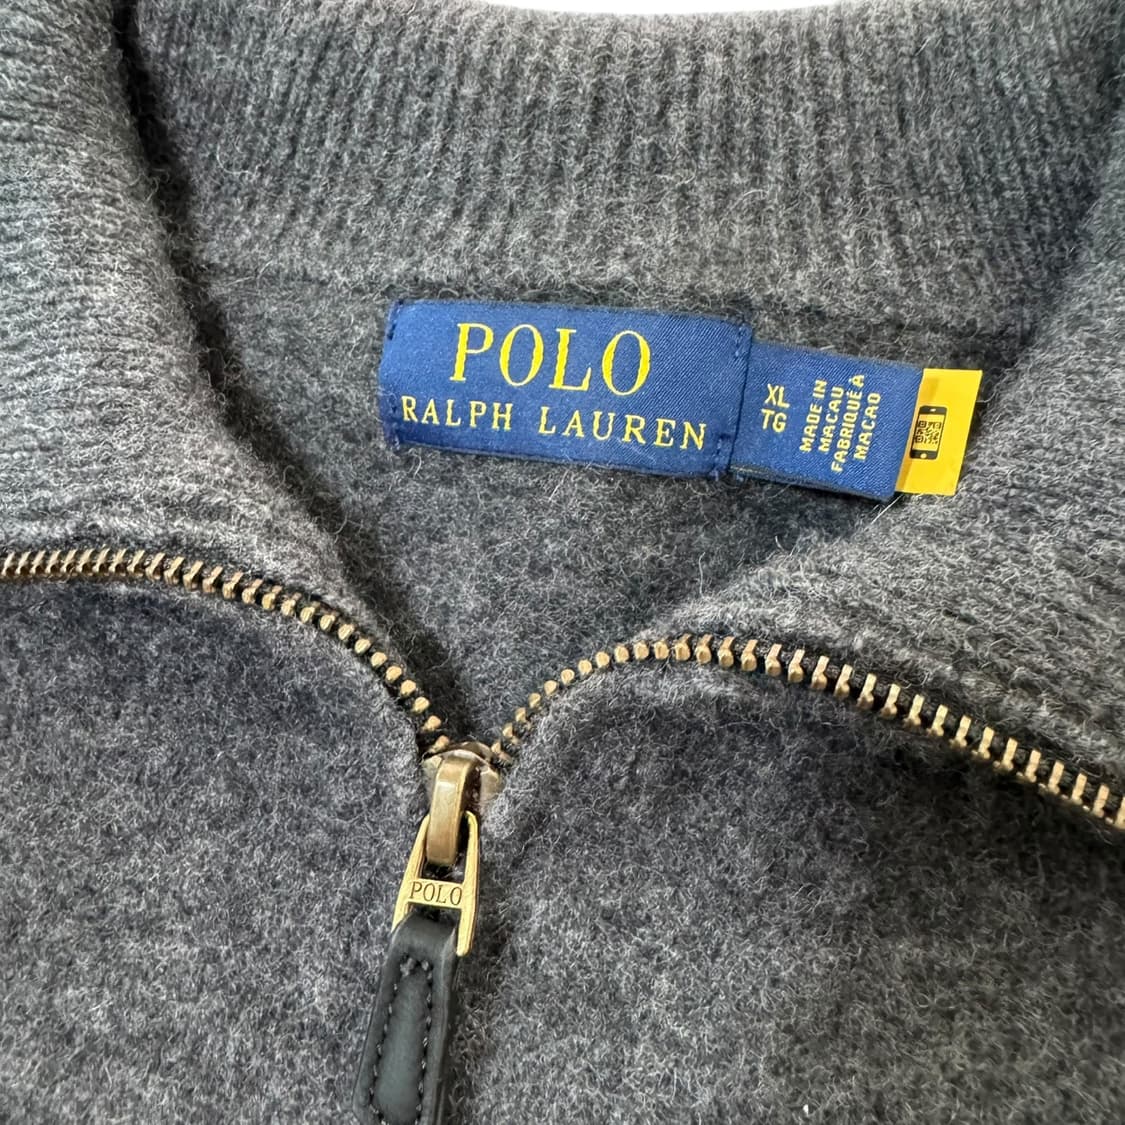 POLO
RALPH LAUREN
XL
TG
MADE IN
MACAU
FABRIQUÉ À
MACAO
POLO